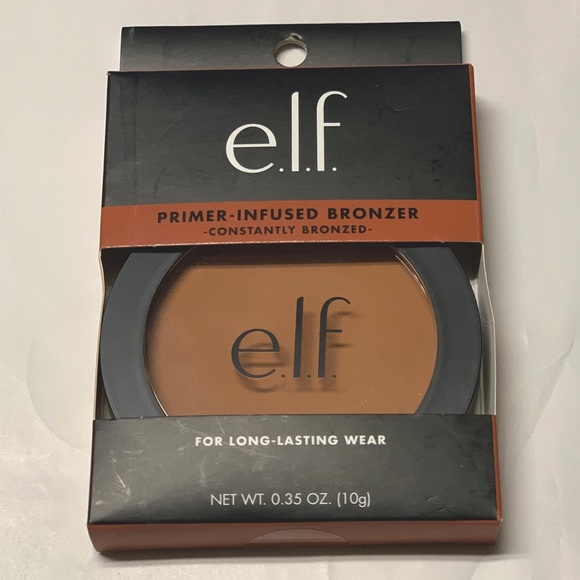 e.l.f.
PRIMER-INFUSED BRONZER
-CONSTANTLY BRONZED-
e.l.f.
FOR LONG-LASTING WEAR
NET WT. 0.35 OZ. (10g)